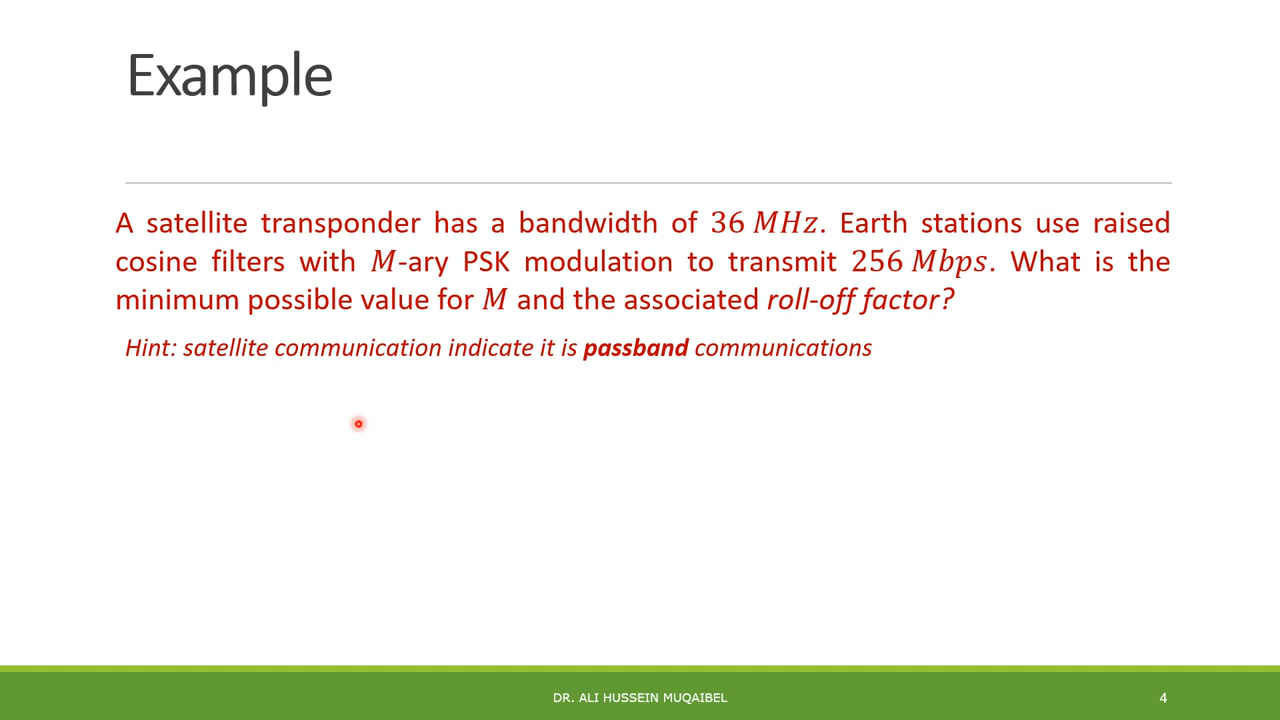 Example
A satellite transponder has a bandwidth of 36 MHz. Earth stations use raised
cosine filters with M-ary PSK modulation to transmit 256 Mbps. What is the
minimum possible value for M and the associated roll-off factor?
Hint: satellite communication indicate it is passband communications
DR. ALI HUSSEIN MUQAIBEL
4